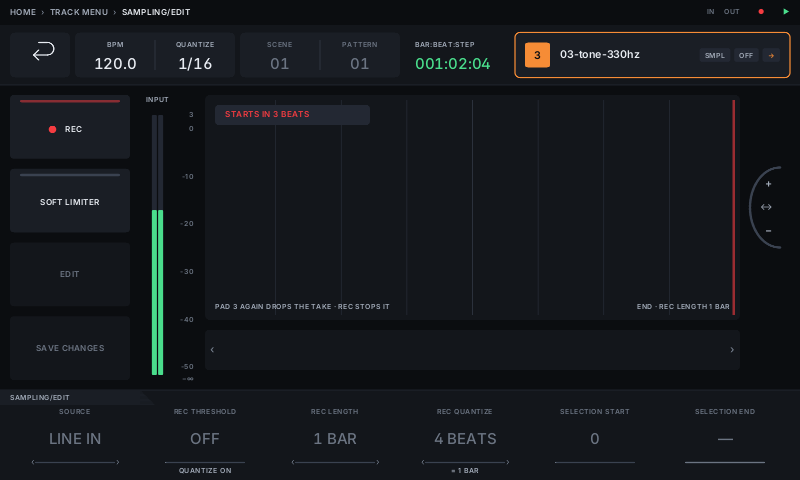 HOME › TRACK MENU › SAMPLING/EDIT
IN OUT
BPM
120.0
QUANTIZE
1/16
SCENE
01
PATTERN
01
BAR:BEAT:STEP
001:02:04
3
03-tone-330hz
SMPL
OFF
→
REC
SOFT LIMITER
EDIT
SAVE CHANGES
INPUT
3
0
-10
-20
-30
-40
-50
-∞
STARTS IN 3 BEATS
PAD 3 AGAIN DROPS THE TAKE · REC STOPS IT
END · REC LENGTH 1 BAR
+
↔
−
‹ ›
SAMPLING/EDIT
SOURCE
LINE IN
REC THRESHOLD
OFF
QUANTIZE ON
REC LENGTH
1 BAR
REC QUANTIZE
4 BEATS
= 1 BAR
SELECTION START
0
SELECTION END
—